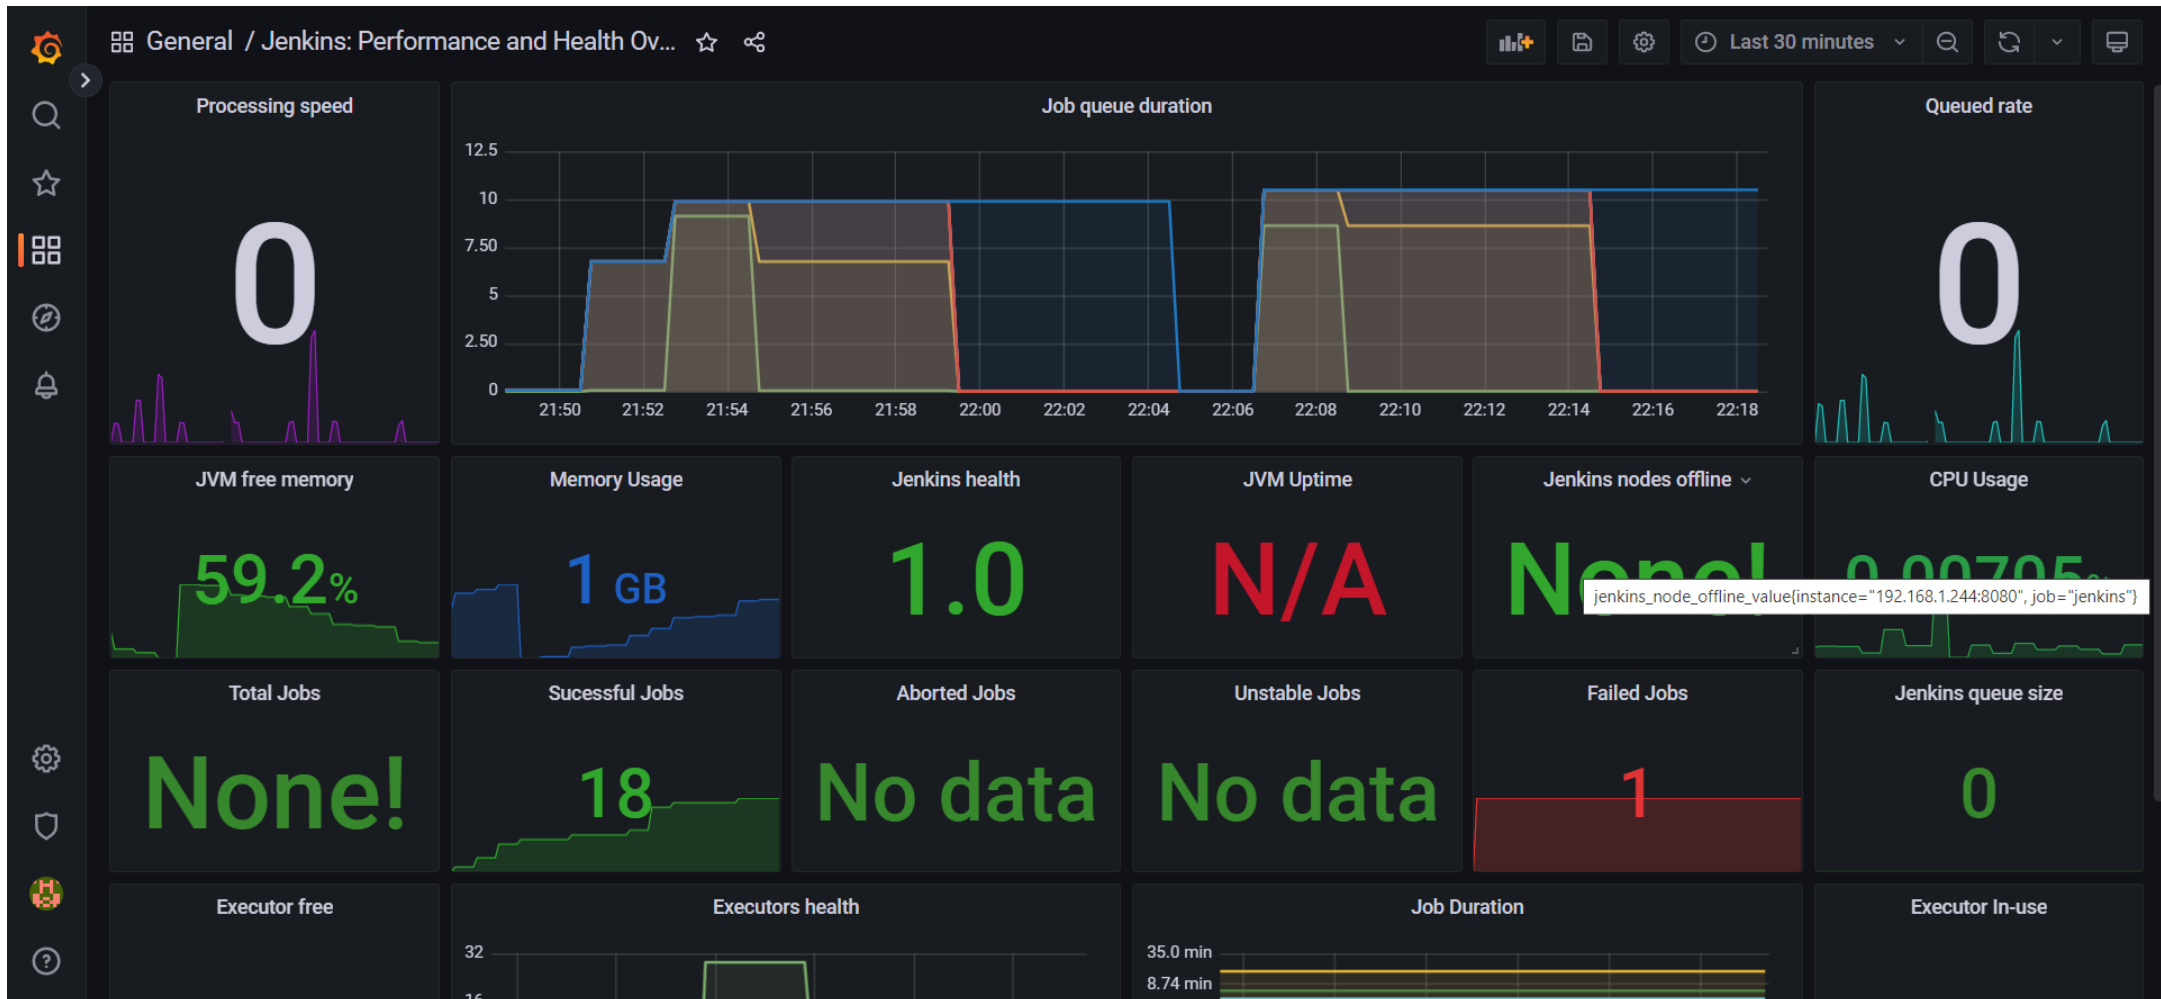 General / Jenkins: Performance and Health Ov...
Last 30 minutes
Processing speed
0
Job queue duration
12.5
10
7.50
5
2.50
0
21:50 21:52 21:54 21:56 21:58 22:00 22:02 22:04 22:06 22:08 22:10 22:12 22:14 22:16 22:18
Queued rate
0
JVM free memory
59.2%
Memory Usage
1 GB
Jenkins health
1.0
JVM Uptime
N/A
Jenkins nodes offline
None!
CPU Usage
jenkins_node_offline_value{instance="192.168.1.244:8080", job="jenkins"}
Total Jobs
None!
Sucessful Jobs
18
Aborted Jobs
No data
Unstable Jobs
No data
Failed Jobs
1
Jenkins queue size
0
Executor free
Executors health
32
Job Duration
35.0 min
8.74 min
Executor In-use